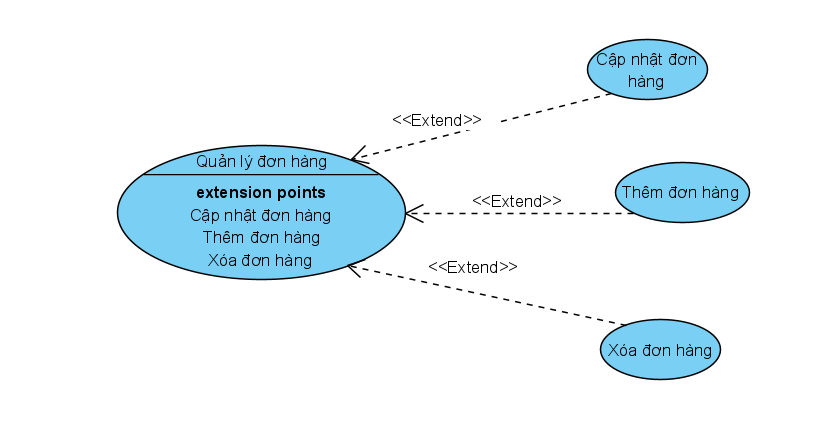 Cập nhật đơn
hàng
<<Extend>>
Quản lý đơn hàng
extension points
Cập nhật đơn hàng
Thêm đơn hàng
Xóa đơn hàng
<<Extend>>
Thêm đơn hàng
<<Extend>>
Xóa đơn hàng